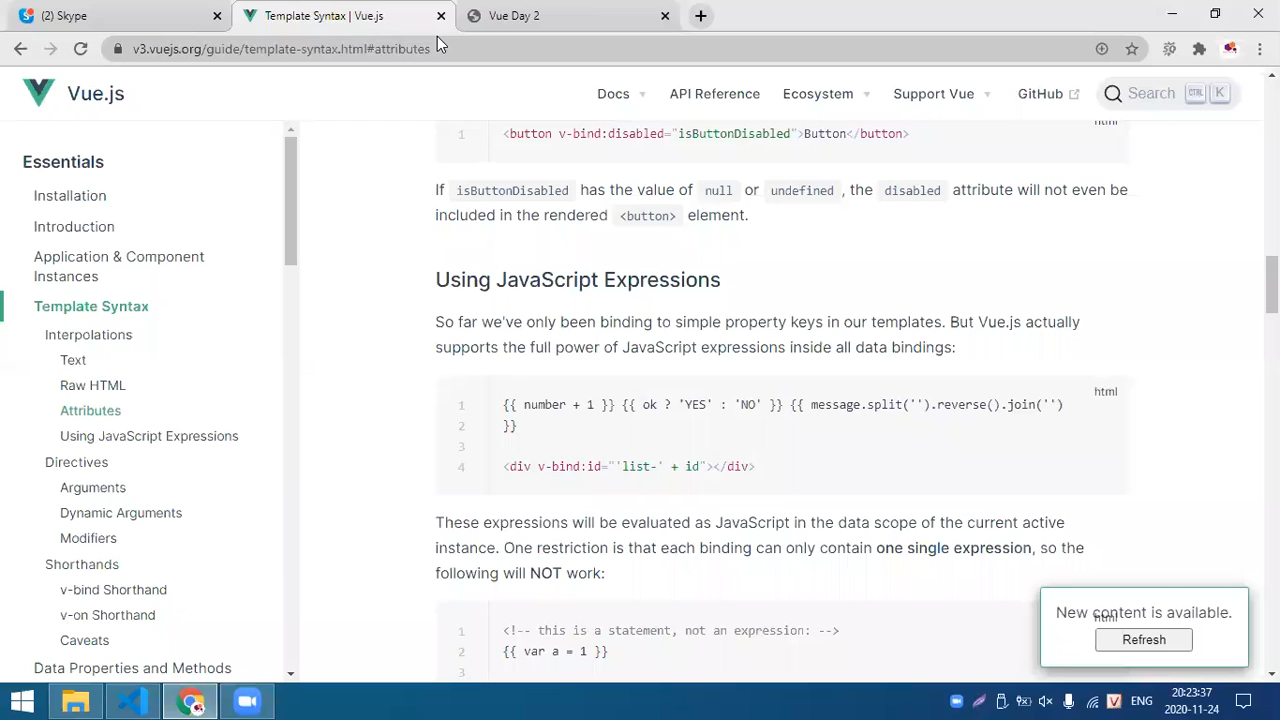 (2) Skype
Template Syntax | Vue.js
Vue Day 2
v3.vuejs.org/guide/template-syntax.html#attributes
Vue.js
Docs
API Reference
Ecosystem
Support Vue
GitHub
Search
CTRL
K
Essentials
Installation
Introduction
Application & Component
Instances
Template Syntax
Interpolations
Text
Raw HTML
Attributes
Using JavaScript Expressions
Directives
Arguments
Dynamic Arguments
Modifiers
Shorthands
v-bind Shorthand
v-on Shorthand
Caveats
Data Properties and Methods
html
1 <button v-bind:disabled="isButtonDisabled">Button</button>
If isButtonDisabled has the value of null or undefined, the disabled attribute will not even be
included in the rendered <button> element.
Using JavaScript Expressions
So far we've only been binding to simple property keys in our templates. But Vue.js actually
supports the full power of JavaScript expressions inside all data bindings:
html
1 {{ number + 1 }} {{ ok ? 'YES' : 'NO' }} {{ message.split('').reverse().join('')
2 }}
3
4 <div v-bind:id="'list-' + id"></div>
These expressions will be evaluated as JavaScript in the data scope of the current active
instance. One restriction is that each binding can only contain one single expression, so the
following will NOT work:
html
1 <!-- this is a statement, not an expression: -->
2 {{ var a = 1 }}
3
New content is available.
Refresh
V
ENG
20:23:37
2020-11-24